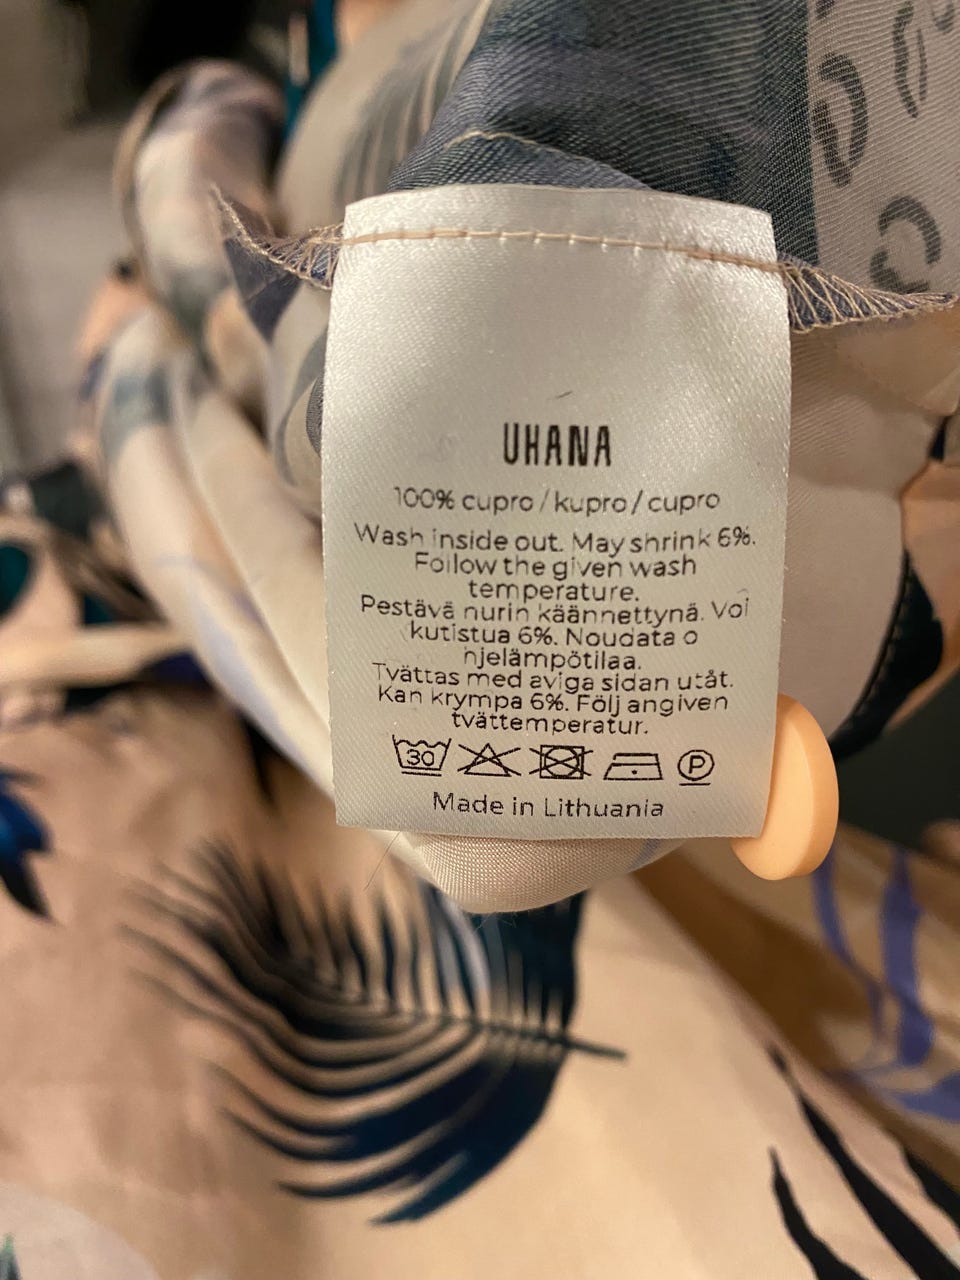 UHANA
100% cupro / kupro / cupro
Wash inside out. May shrink 6%.
Follow the given wash
temperature.
Pestävä nurin käännettynä. Voi
kutistua 6%. Noudata o
hjelämpötilaa.
Tvättas med aviga sidan utåt.
Kan krympa 6%. Följ angiven
tvättemperatur.
30 P
Made in Lithuania